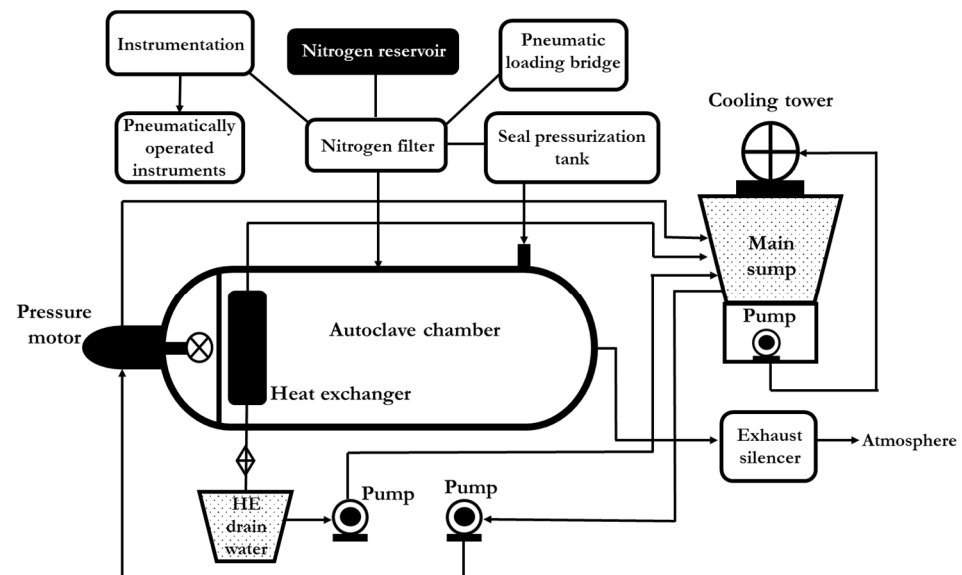 Instrumentation
Nitrogen reservoir
Pneumatic
loading bridge
Cooling tower
Pneumatically
operated
instruments
Nitrogen filter
Seal pressurization
tank
Main
sump
Pressure
motor
Autoclave chamber
Pump
Heat exchanger
Exhaust
silencer
Atmosphere
HE
drain
water
Pump
Pump